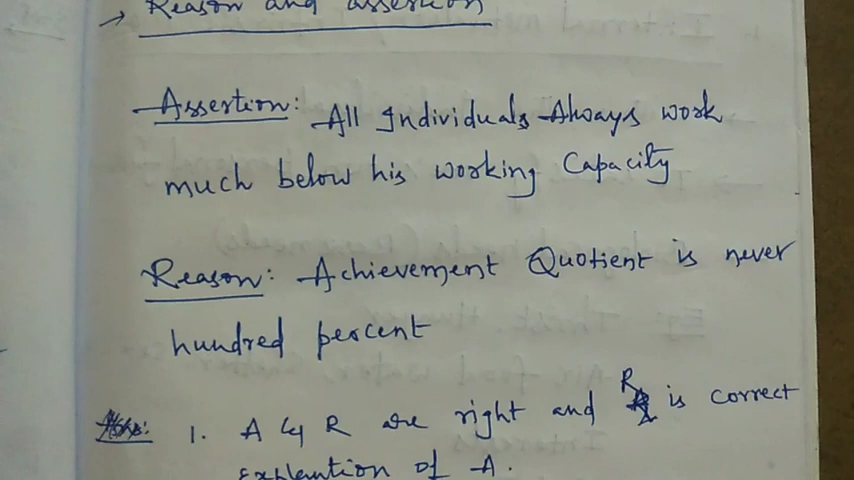 → Reason and assertion
Assertion: All Individuals Always work
much below his working Capacity
Reason: Achievement Quotient is never
hundred percent
1. A & R are right and R is correct
Explantion of A.